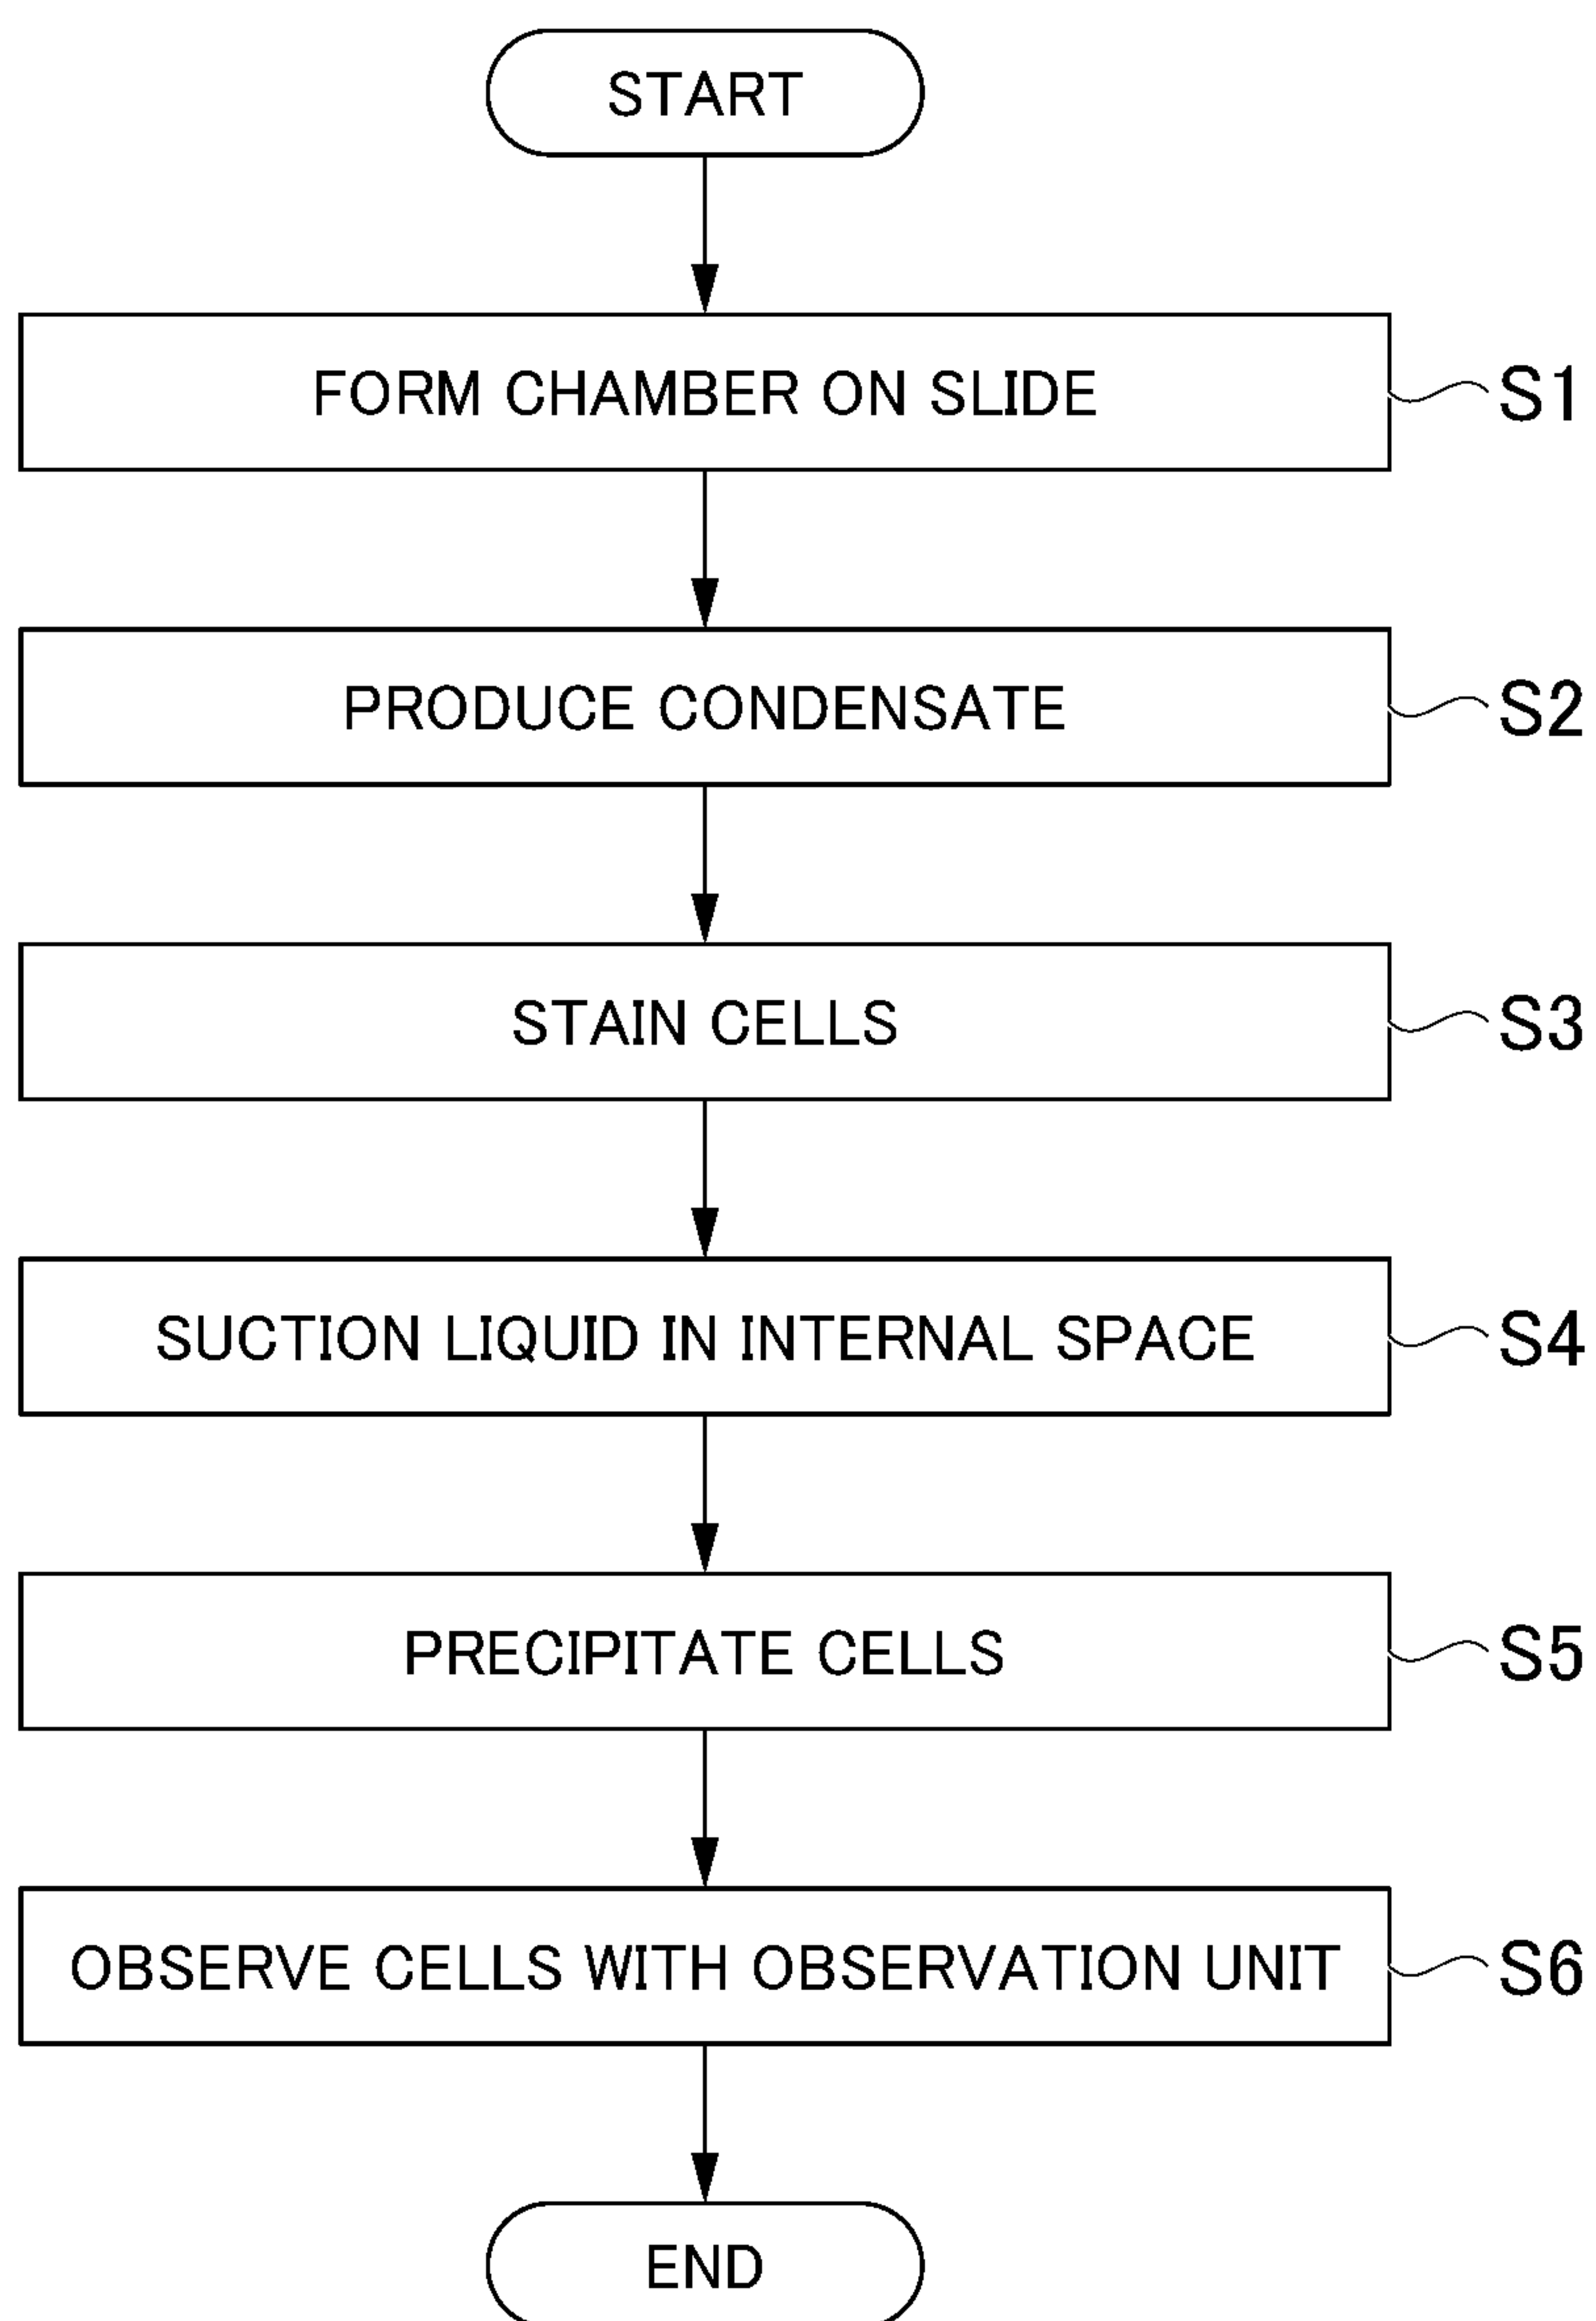 START
FORM CHAMBER ON SLIDE
S1
PRODUCE CONDENSATE
S2
STAIN CELLS
S3
SUCTION LIQUID IN INTERNAL SPACE
S4
PRECIPITATE CELLS
S5
OBSERVE CELLS WITH OBSERVATION UNIT
S6
END